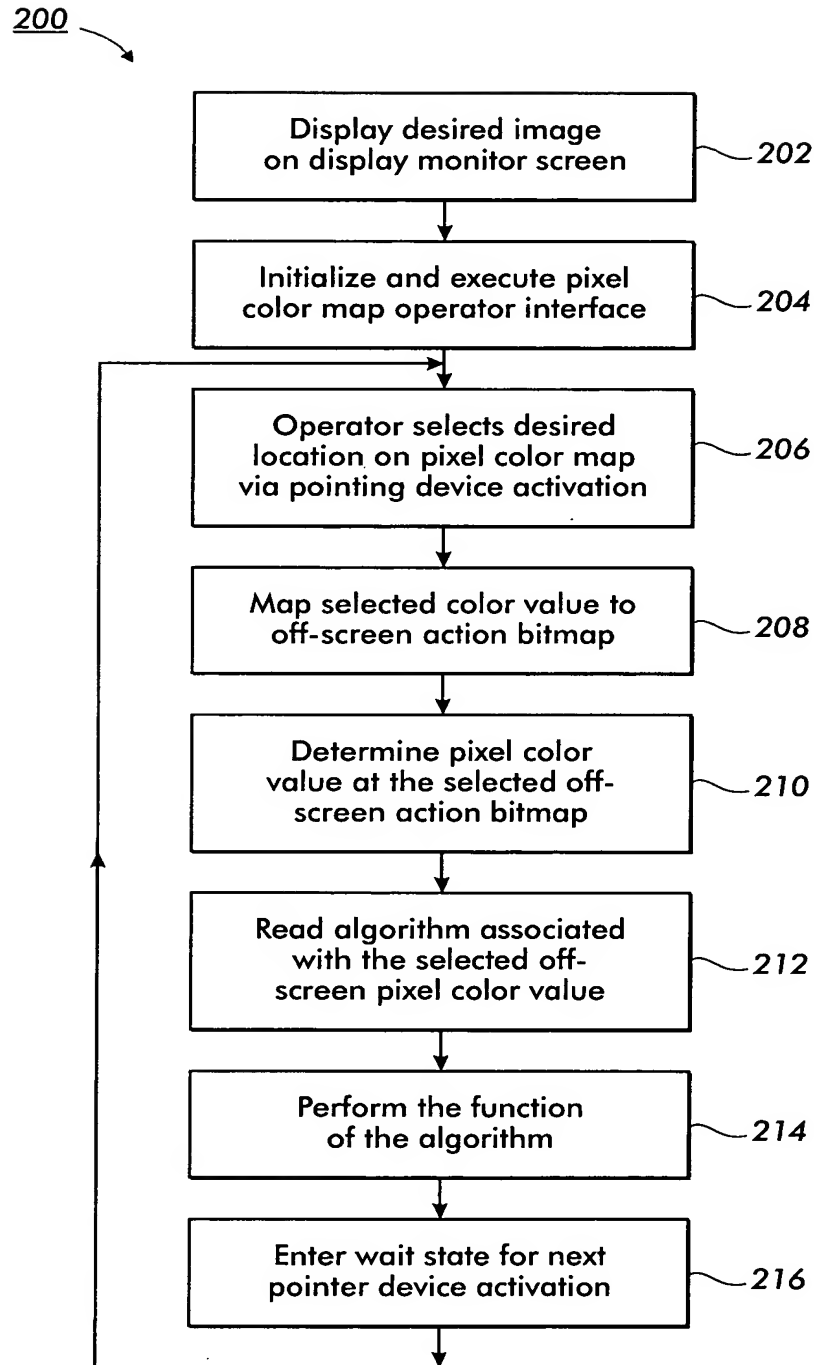 200
Display desired image
on display monitor screen
202
Initialize and execute pixel
color map operator interface
204
Operator selects desired
location on pixel color map
via pointing device activation
206
Map selected color value to
off-screen action bitmap
208
Determine pixel color
value at the selected off-
screen action bitmap
210
Read algorithm associated
with the selected off-
screen pixel color value
212
Perform the function
of the algorithm
214
Enter wait state for next
pointer device activation
216